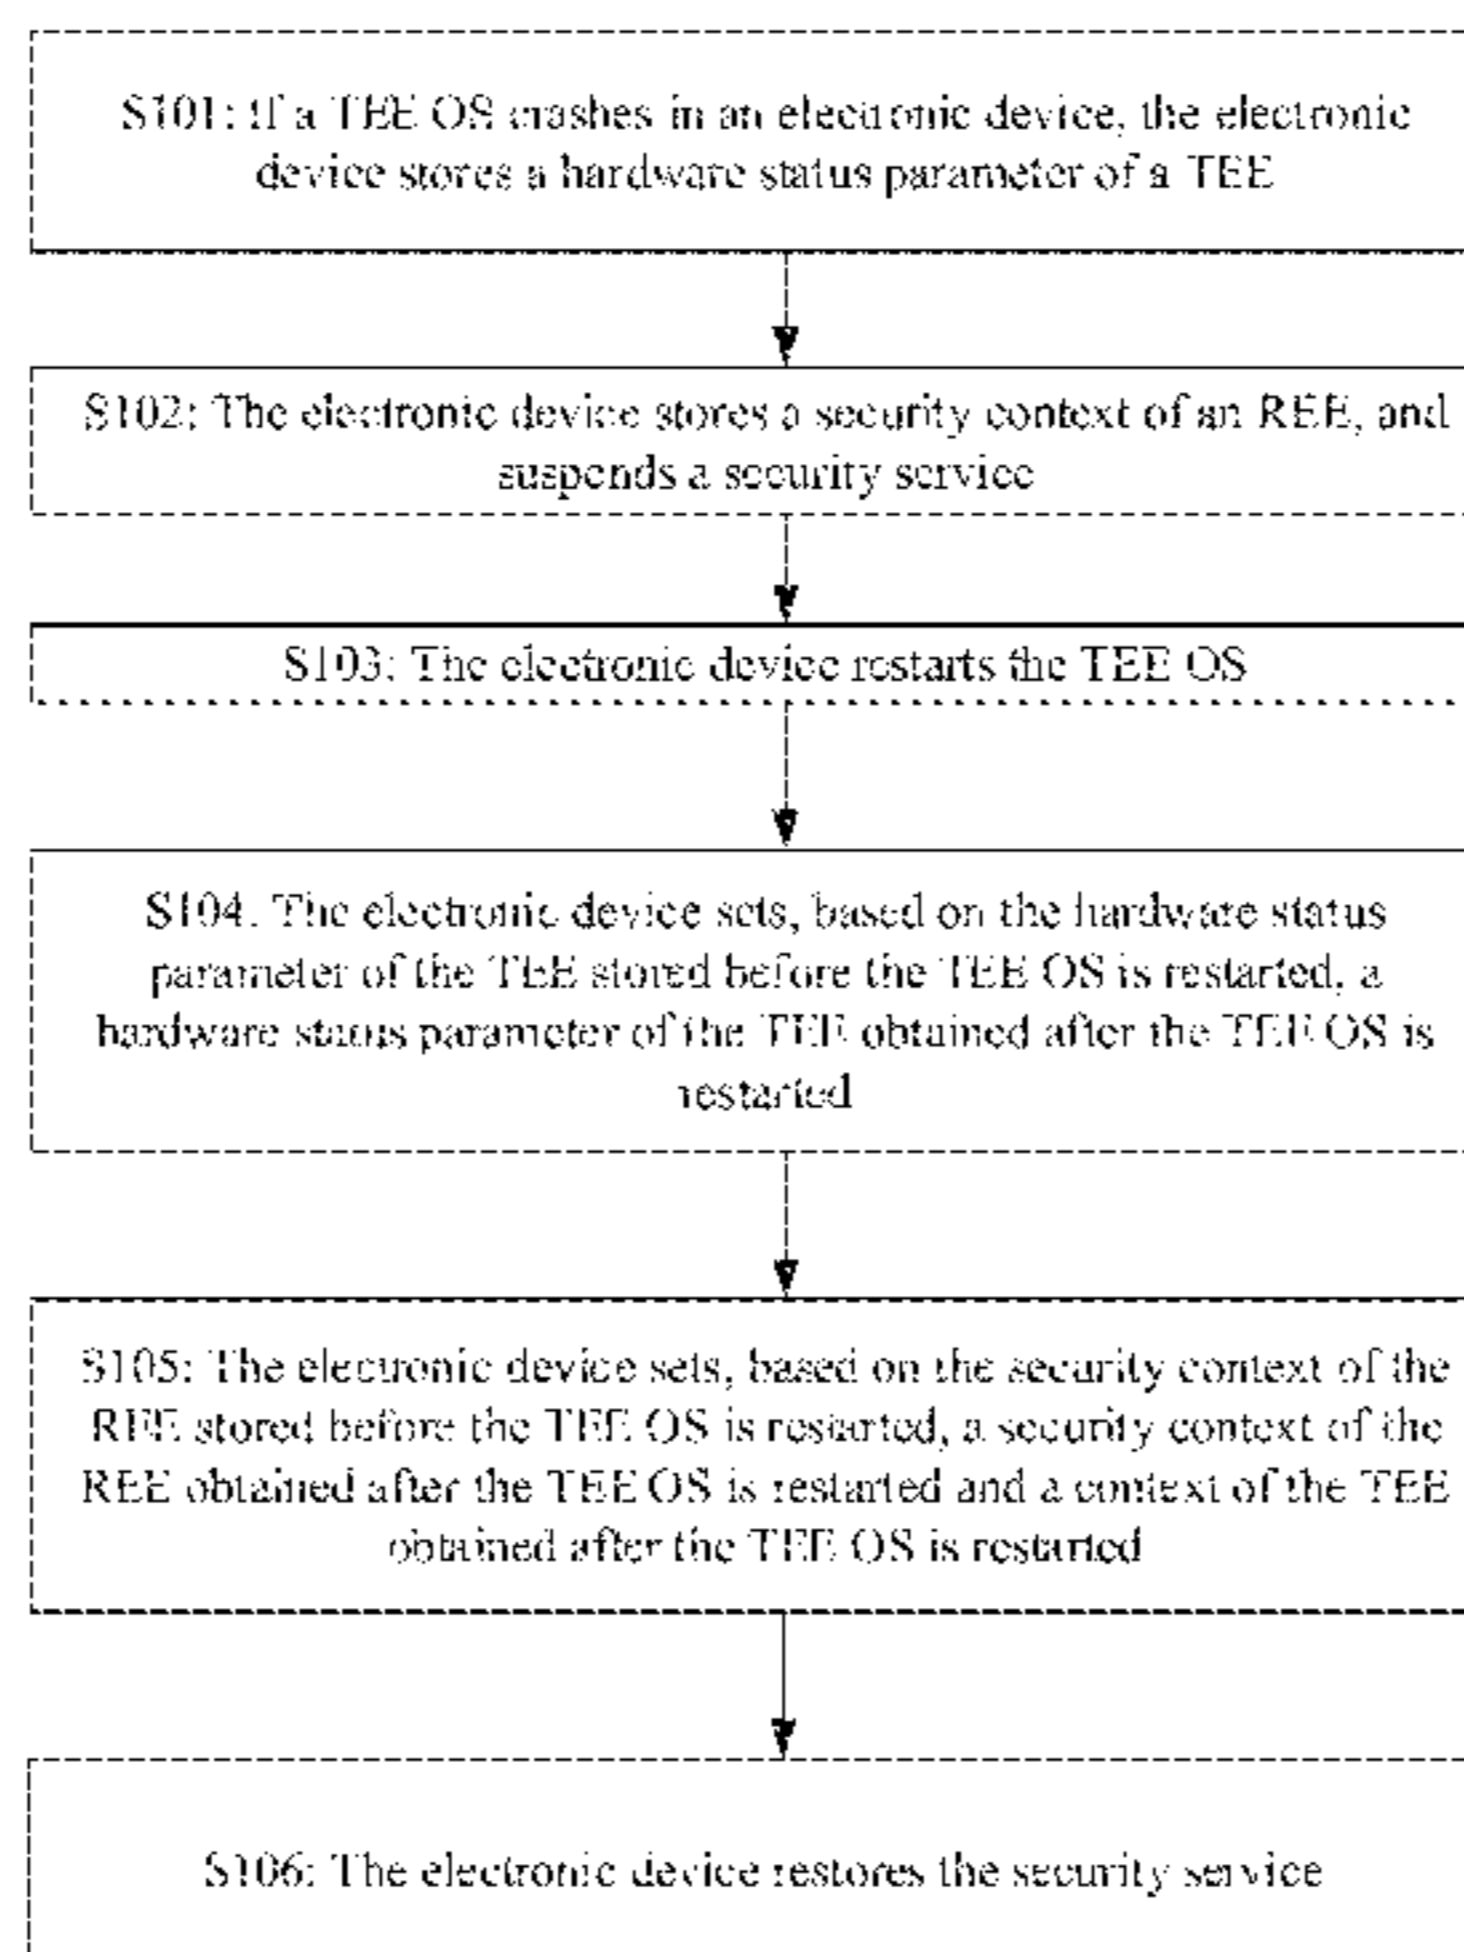 S101: If a TEE OS crashes in an electronic device, the electronic
device stores a hardware status parameter of a TEE
S102: The electronic device stores a security context of an REE, and
suspends a security service
S103: The electronic device restarts the TEE OS
S104: The electronic device sets, based on the hardware status
parameter of the TEE stored before the TEE OS is restarted, a
hardware status parameter of the TEE obtained after the TEE OS is
restarted
S105: The electronic device sets, based on the security context of the
REE stored before the TEE OS is restarted, a security context of the
REE obtained after the TEE OS is restarted and a context of the TEE
obtained after the TEE OS is restarted
S106: The electronic device restores the security service